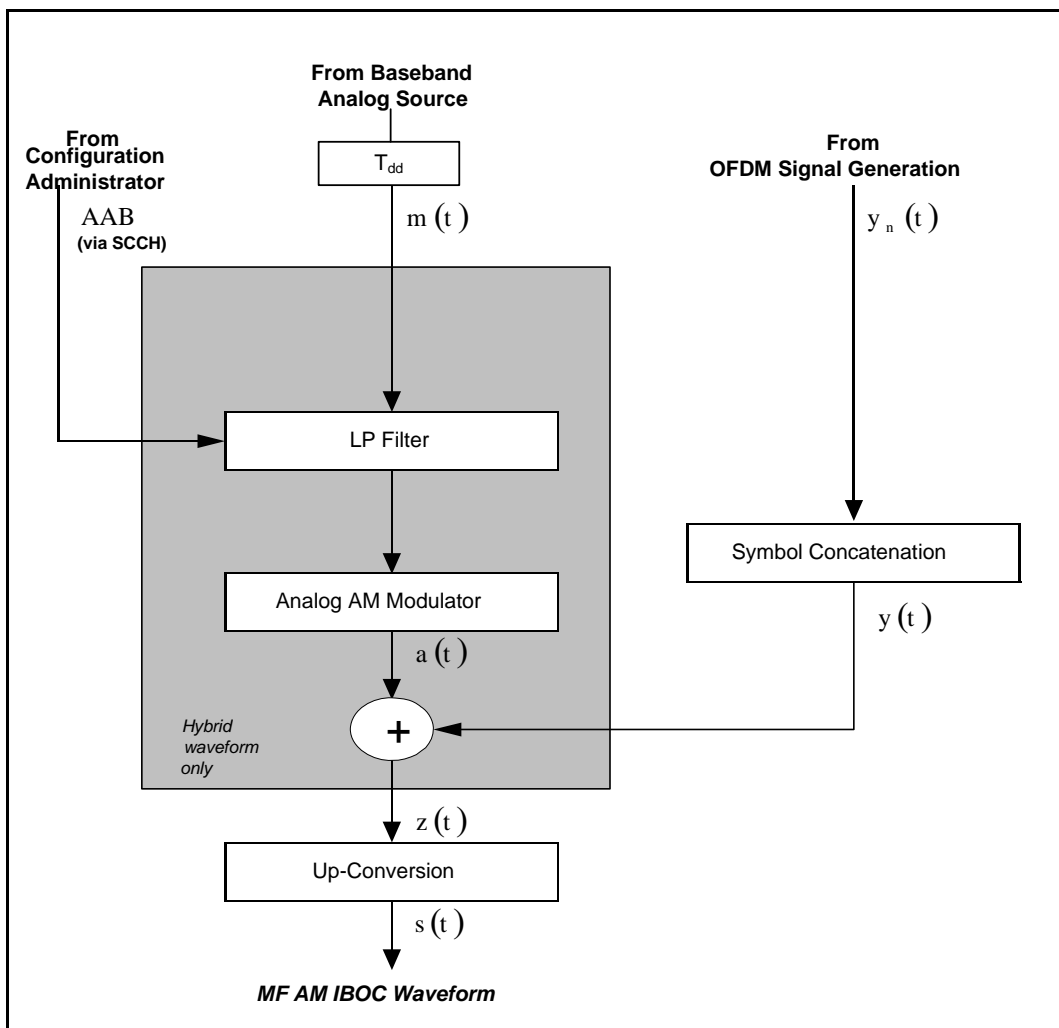 From Baseband
Analog Source
From
Configuration
Administrator
T_dd
From
OFDM Signal Generation
AAB
(via SCCH)
m (t)
y_n (t)
LP Filter
Symbol Concatenation
Analog AM Modulator
a (t)
y (t)
Hybrid
waveform
only
+
z (t)
Up-Conversion
s (t)
MF AM IBOC Waveform